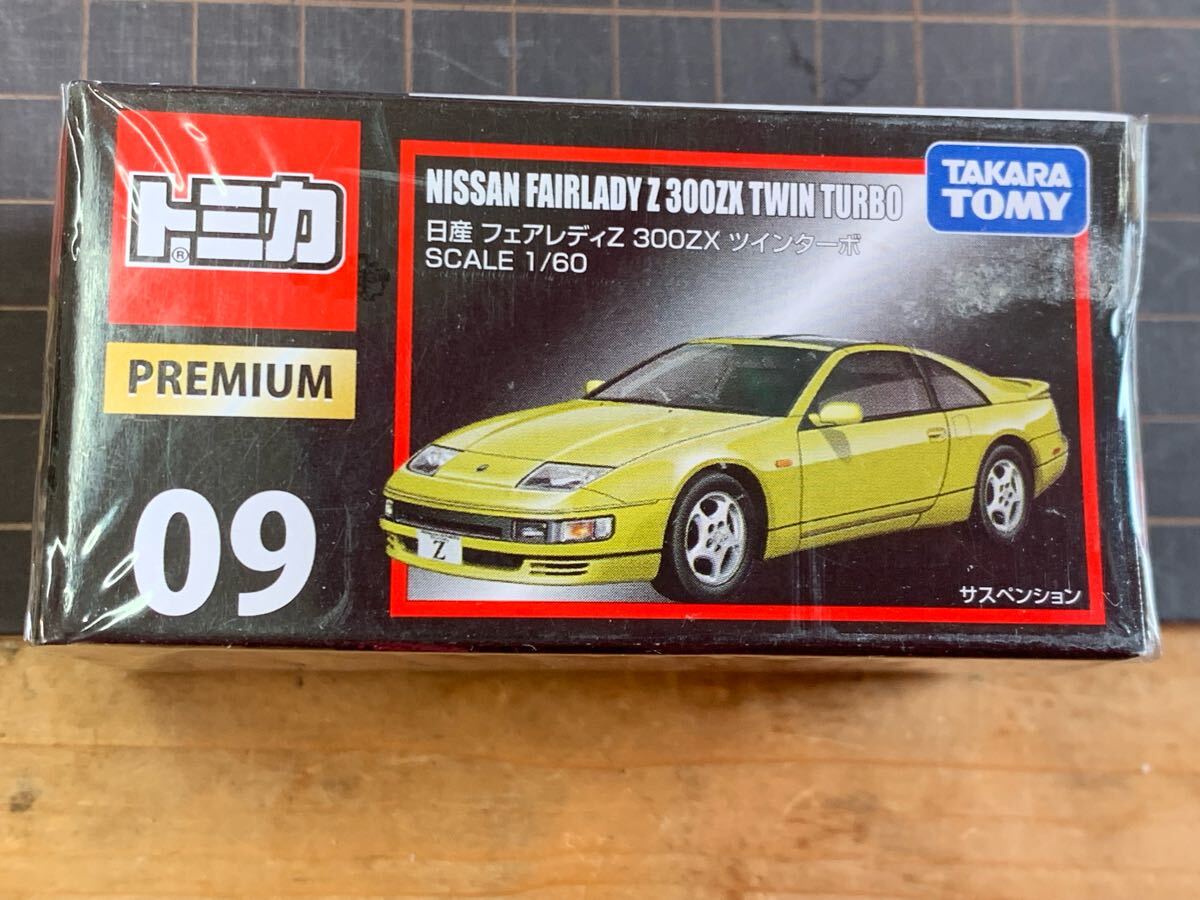 トミカ®
PREMIUM
09
NISSAN FAIRLADY Z 300ZX TWIN TURBO
日産 フェアレディZ 300ZX ツインターボ
SCALE 1/60
TAKARA
TOMY
Z
サスペンション